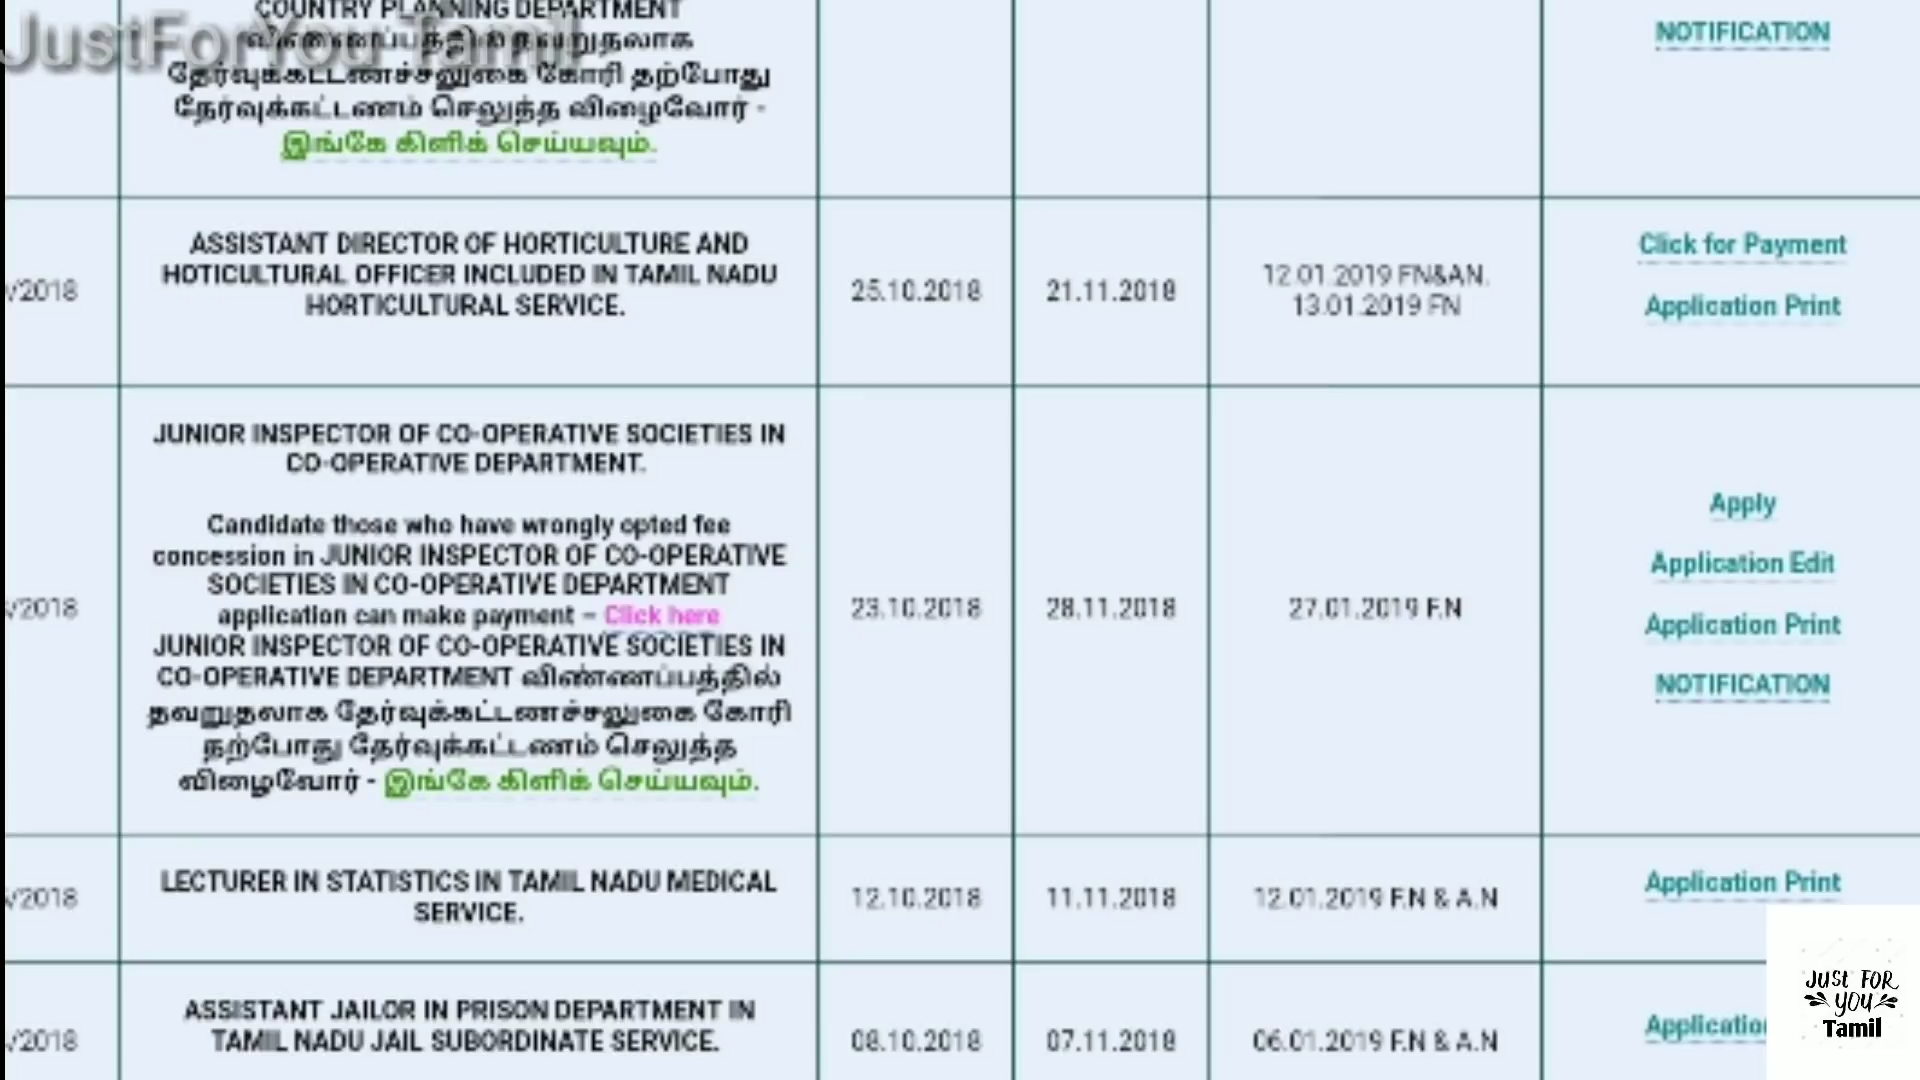 JustForYou Tamil
COUNTRY PLANNING DEPARTMENT
விண்ணப்பத்தில் தவறுதலாக
தேர்வுக்கட்டணச்சலுகை கோரி தற்போது
தேர்வுக்கட்டணம் செலுத்த விழைவோர் -
இங்கே கிளிக் செய்யவும்.
NOTIFICATION
/2018
ASSISTANT DIRECTOR OF HORTICULTURE AND
HOTICULTURAL OFFICER INCLUDED IN TAMIL NADU
HORTICULTURAL SERVICE.
25.10.2018
21.11.2018
12.01.2019 FN&AN.
13.01.2019 FN
Click for Payment
Application Print
/2018
JUNIOR INSPECTOR OF CO-OPERATIVE SOCIETIES IN
CO-OPERATIVE DEPARTMENT.
Candidate those who have wrongly opted fee
concession in JUNIOR INSPECTOR OF CO-OPERATIVE
SOCIETIES IN CO-OPERATIVE DEPARTMENT
application can make payment – Click here
JUNIOR INSPECTOR OF CO-OPERATIVE SOCIETIES IN
CO-OPERATIVE DEPARTMENT விண்ணப்பத்தில்
தவறுதலாக தேர்வுக்கட்டணச்சலுகை கோரி
தற்போது தேர்வுக்கட்டணம் செலுத்த
விழைவோர் - இங்கே கிளிக் செய்யவும்.
23.10.2018
28.11.2018
27.01.2019 F.N
Apply
Application Edit
Application Print
NOTIFICATION
/2018
LECTURER IN STATISTICS IN TAMIL NADU MEDICAL
SERVICE.
12.10.2018
11.11.2018
12.01.2019 F.N & A.N
Application Print
/2018
ASSISTANT JAILOR IN PRISON DEPARTMENT IN
TAMIL NADU JAIL SUBORDINATE SERVICE.
08.10.2018
07.11.2018
06.01.2019 F.N & A.N
Applicatio
JUST FOR
YOU
Tamil